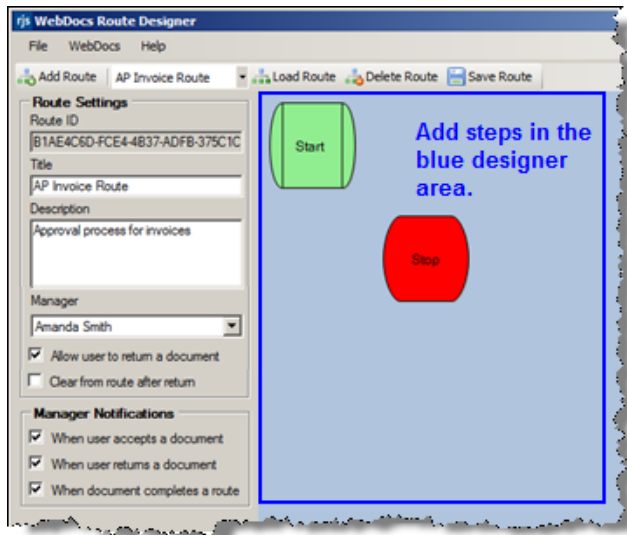 rjs WebDocs Route Designer
File WebDocs Help
Add Route AP Invoice Route Load Route Delete Route Save Route
Route Settings
Route ID
B1AE4C6D-FCE4-4B37-ADFB-375C1C
Title
AP Invoice Route
Description
Approval process for invoices
Manager
Amanda Smith
Allow user to return a document
Clear from route after return
Manager Notifications
When user accepts a document
When user returns a document
When document completes a route
Start
Add steps in the
blue designer
area.
Stop